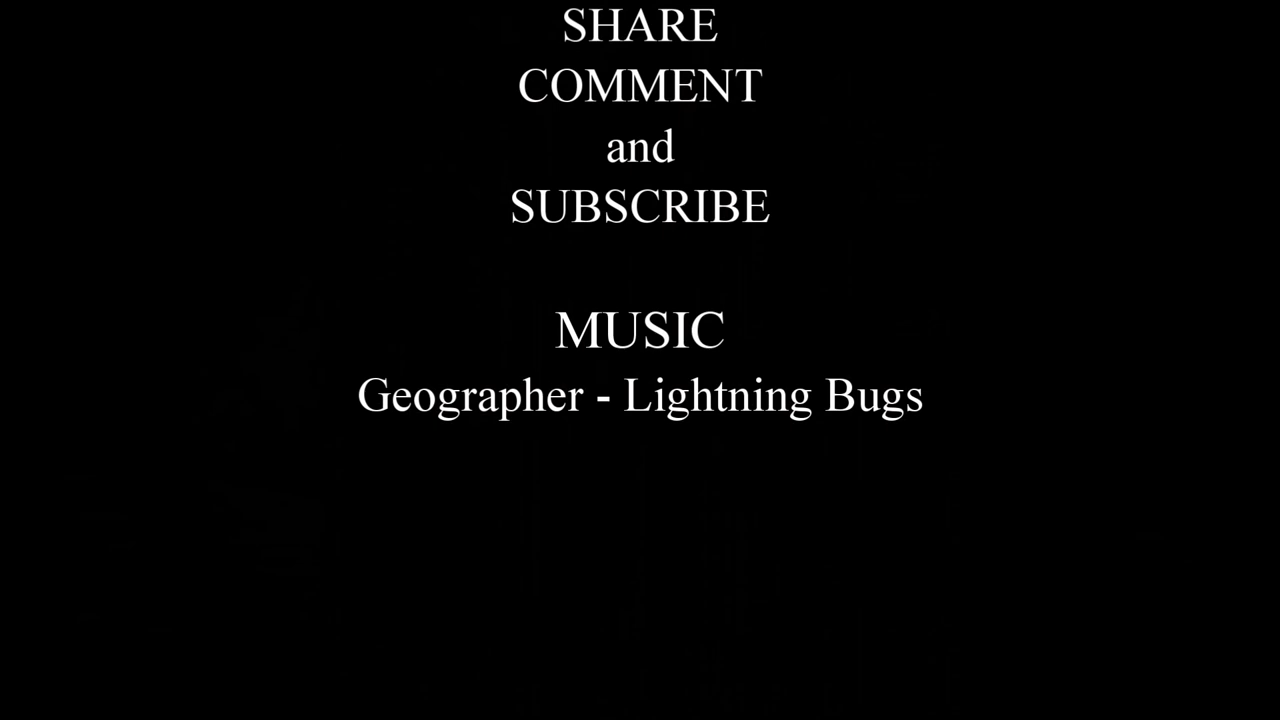 SHARE
COMMENT
and
SUBSCRIBE
MUSIC
Geographer - Lightning Bugs